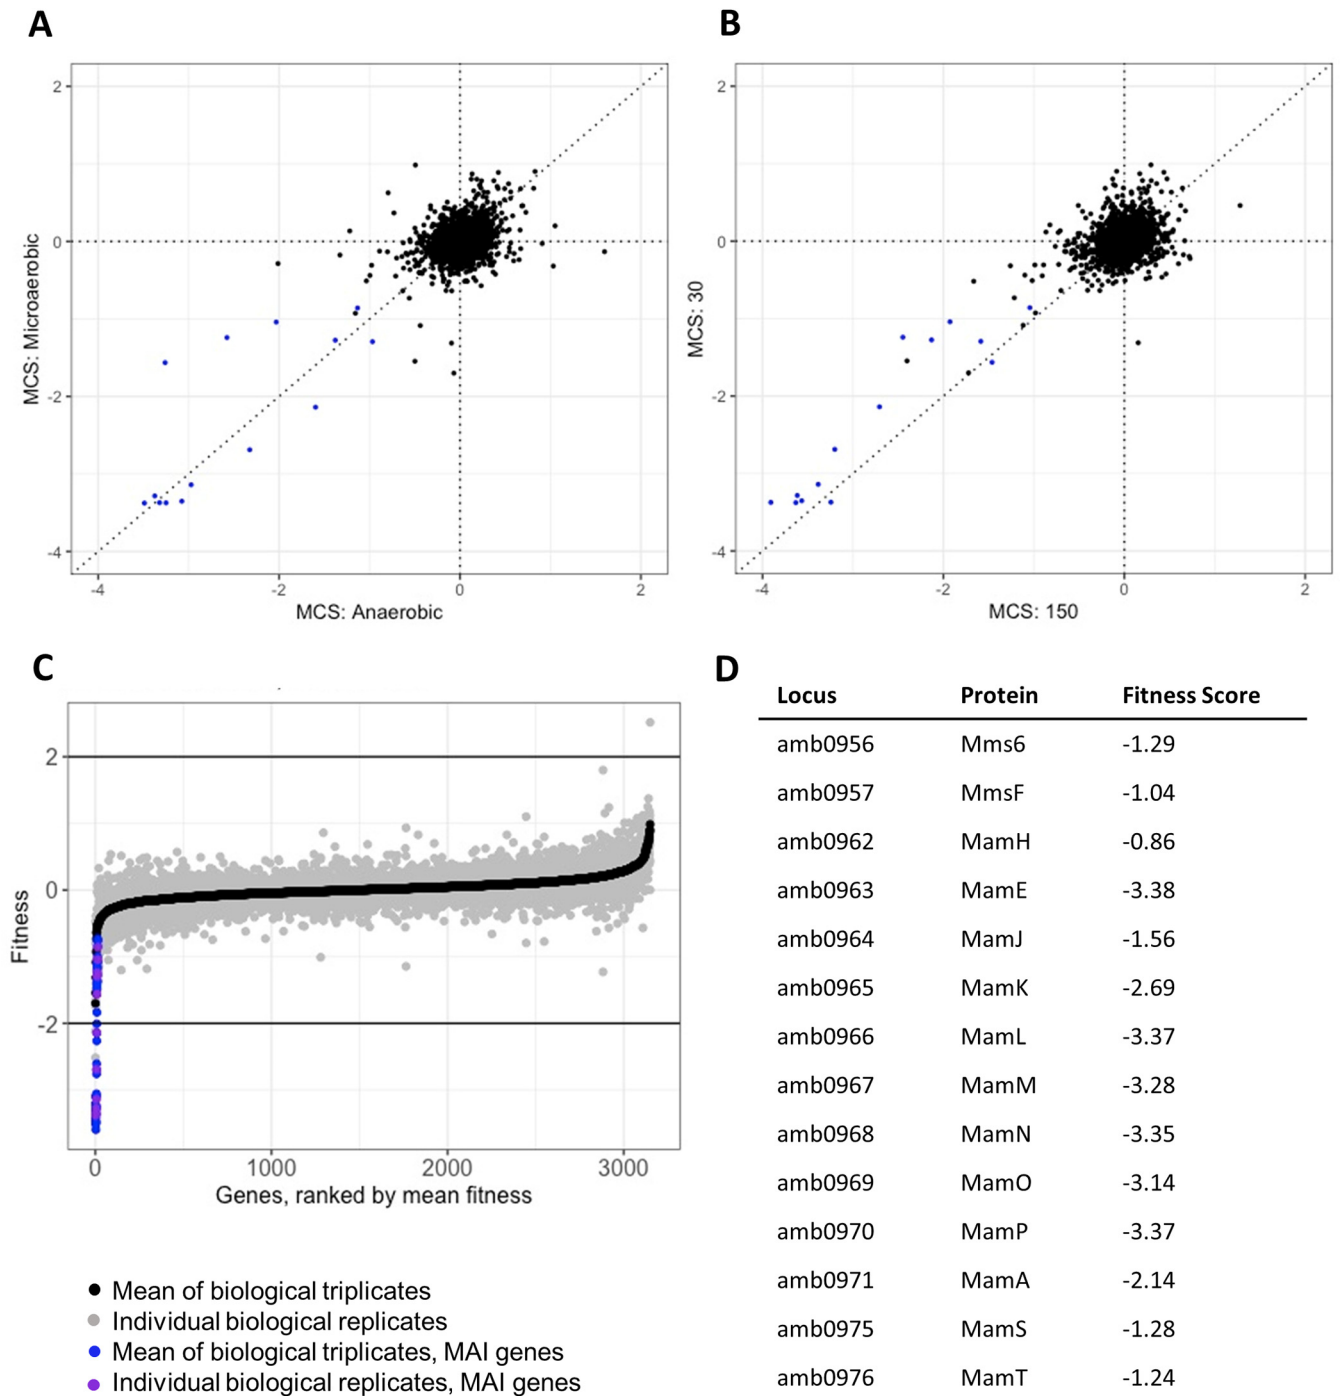 A
2
0
-2
-4
-4
-2
0
2
MCS: Microaerobic
MCS: Anaerobic
B
2
0
-2
-4
-4
-2
0
2
MCS: 30
MCS: 150
C
2
0
-2
0
1000
2000
3000
Fitness
Genes, ranked by mean fitness
Mean of biological triplicates
Individual biological replicates
Mean of biological triplicates, MAI genes
Individual biological replicates, MAI genes
D
Locus Protein Fitness Score
amb0956 Mms6 -1.29
amb0957 MmsF -1.04
amb0962 MamH -0.86
amb0963 MamE -3.38
amb0964 MamJ -1.56
amb0965 MamK -2.69
amb0966 MamL -3.37
amb0967 MamM -3.28
amb0968 MamN -3.35
amb0969 MamO -3.14
amb0970 MamP -3.37
amb0971 MamA -2.14
amb0975 MamS -1.28
amb0976 MamT -1.24